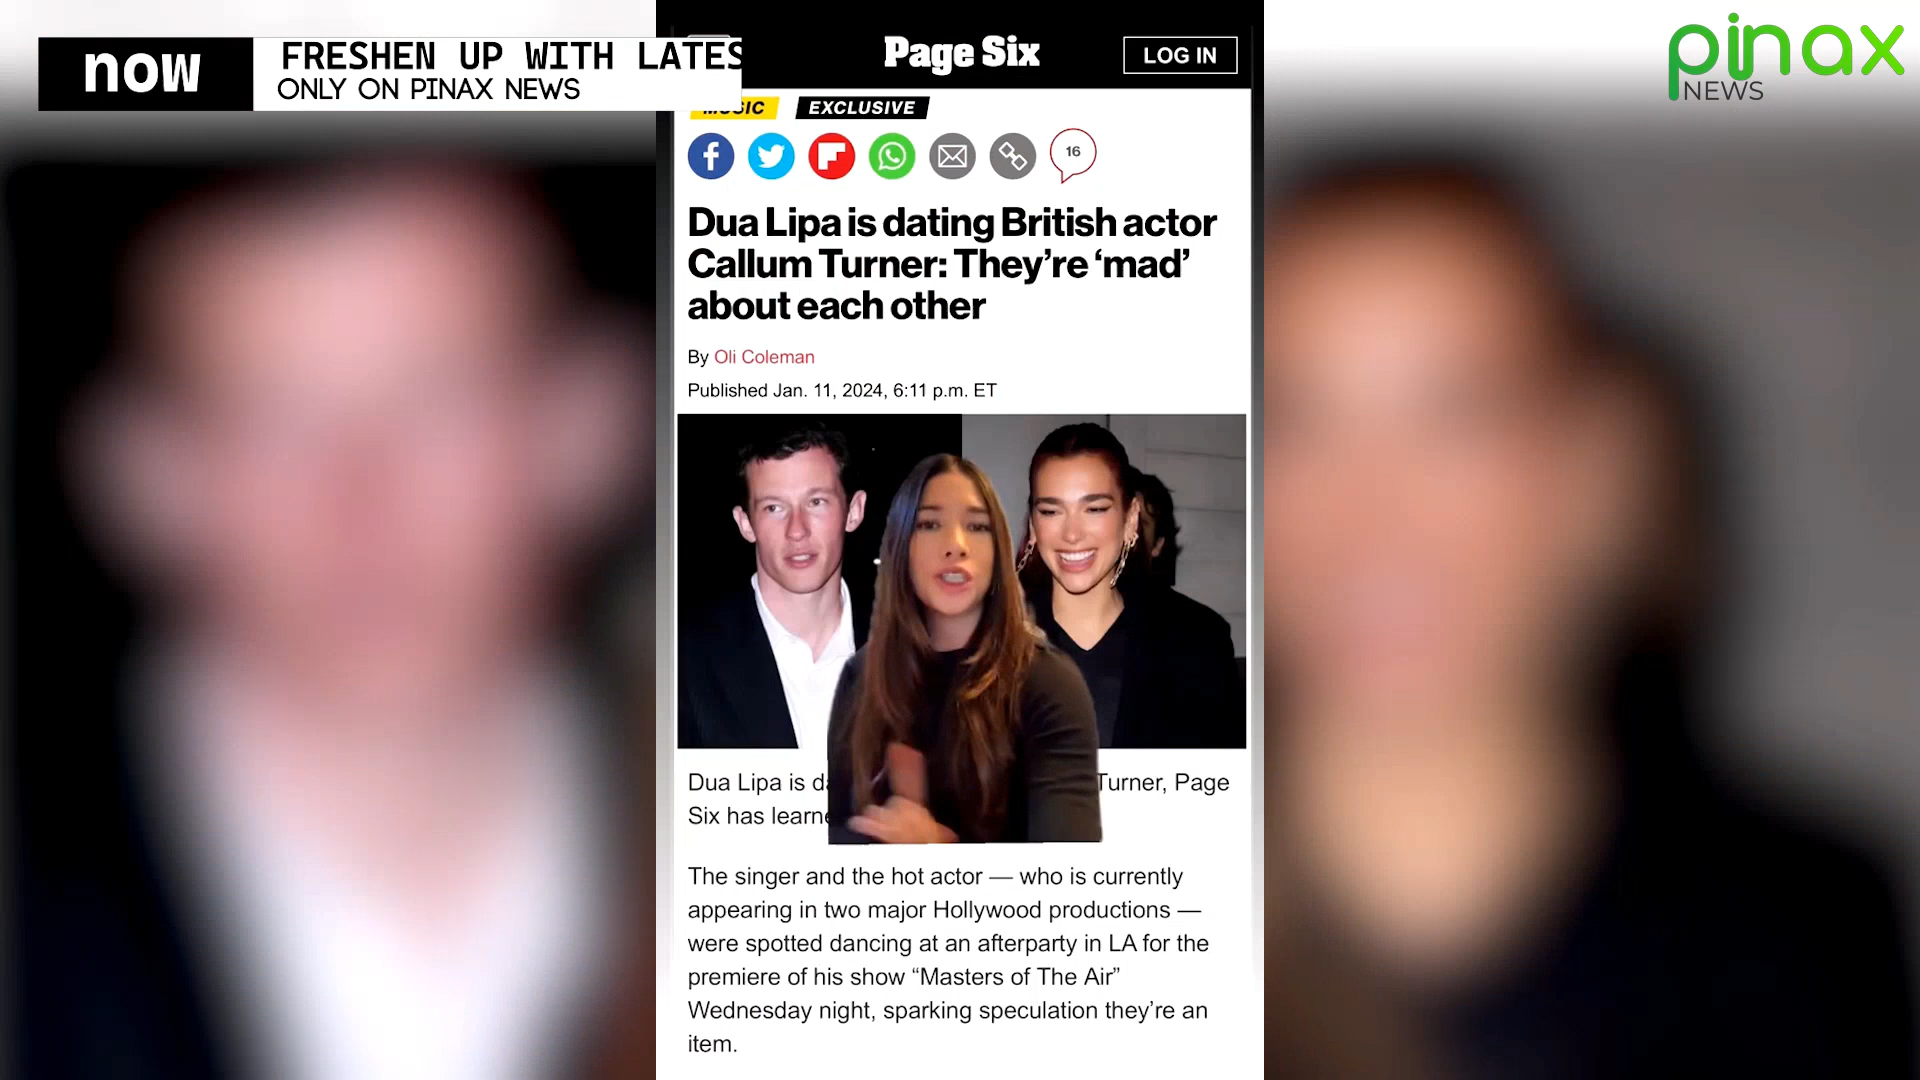 now
FRESHEN UP WITH LATES
ONLY ON PINAX NEWS
Page Six
LOG IN
pinax
NEWS
MUSIC
EXCLUSIVE
16
Dua Lipa is dating British actor
Callum Turner: They’re ‘mad’
about each other
By Oli Coleman
Published Jan. 11, 2024, 6:11 p.m. ET
Dua Lipa is da Turner, Page
Six has learne
The singer and the hot actor — who is currently
appearing in two major Hollywood productions —
were spotted dancing at an afterparty in LA for the
premiere of his show “Masters of The Air”
Wednesday night, sparking speculation they’re an
item.